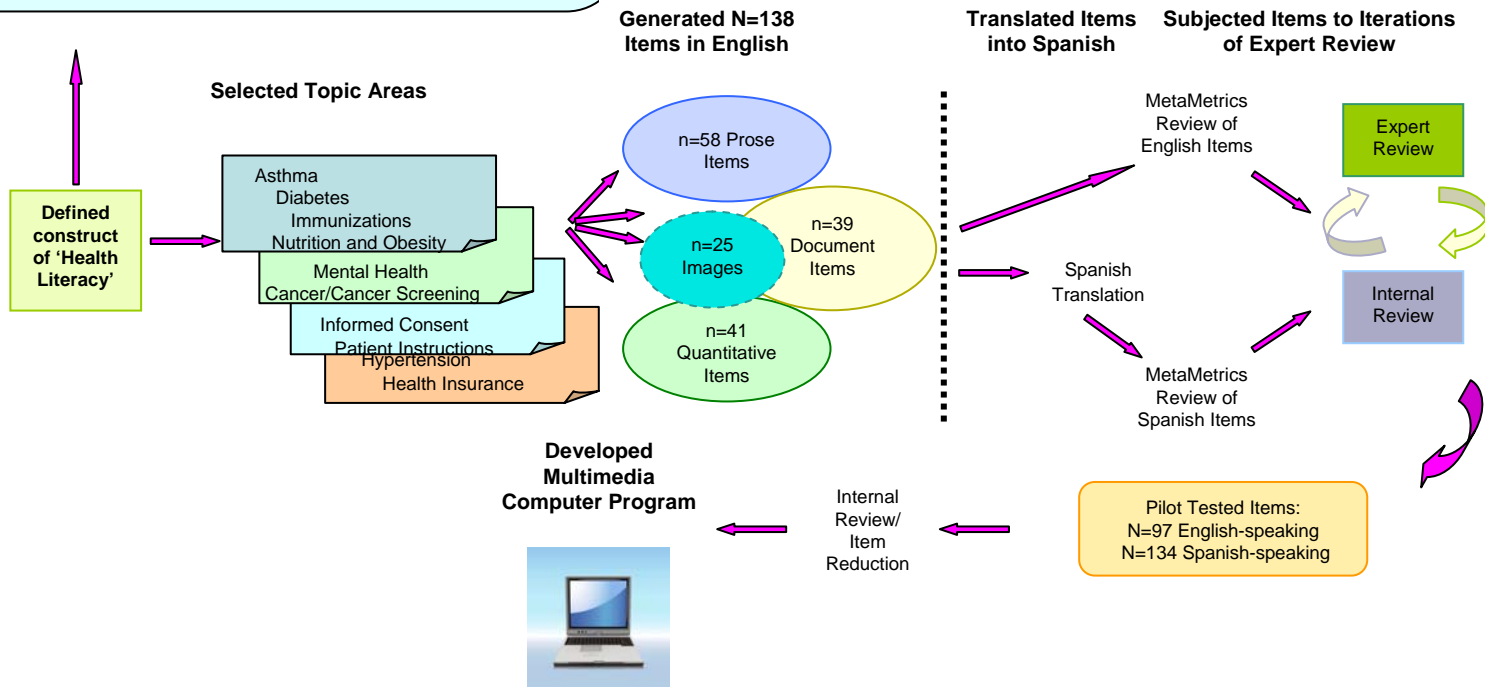 Generated N=138
Items in English
Translated Items
into Spanish
Subjected Items to Iterations
of Expert Review
Selected Topic Areas
Defined
construct
of ‘Health
Literacy’
Asthma
Diabetes
Immunizations
Nutrition and Obesity
Mental Health
Cancer/Cancer Screening
Informed Consent
Patient Instructions
Hypertension
Health Insurance
n=58 Prose
Items
n=39
Document
Items
n=25
Images
n=41
Quantitative
Items
MetaMetrics
Review of
English Items
Spanish
Translation
MetaMetrics
Review of
Spanish Items
Expert
Review
Internal
Review
Pilot Tested Items:
N=97 English-speaking
N=134 Spanish-speaking
Internal
Review/
Item
Reduction
Developed
Multimedia
Computer Program